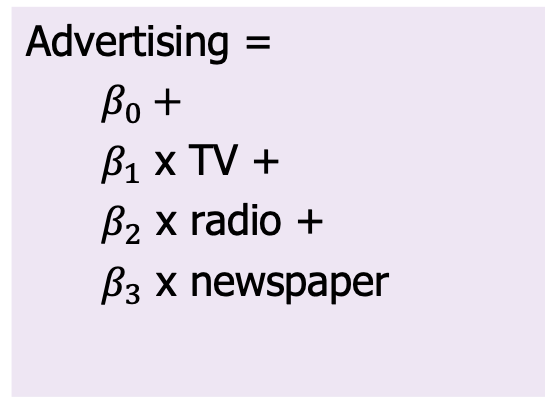 Advertising =
β₀ +
β₁ x TV +
β₂ x radio +
β₃ x newspaper